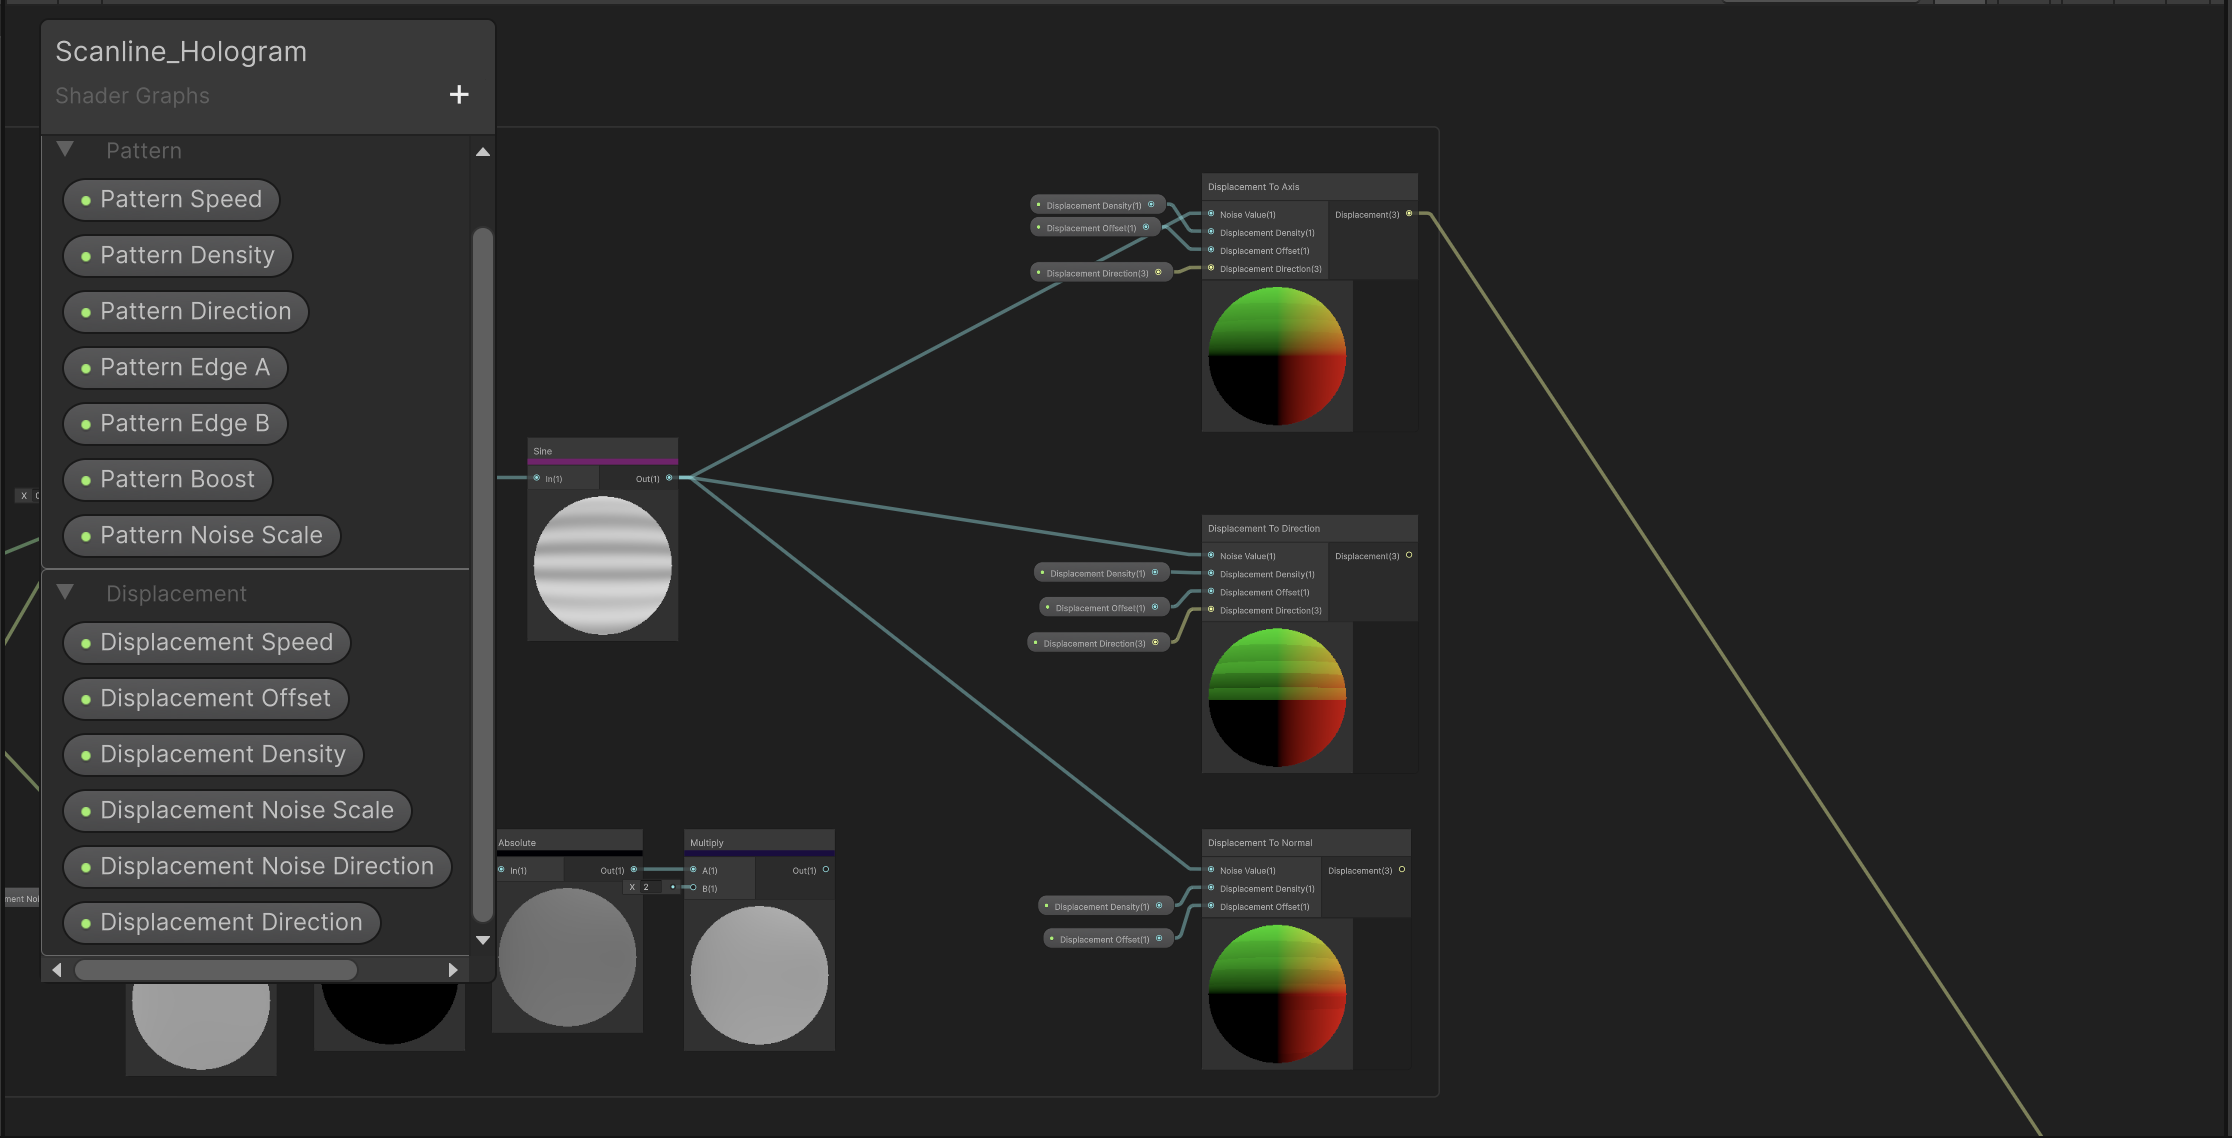 Scanline_Hologram
Shader Graphs
+
Pattern
Pattern Speed
Pattern Density
Pattern Direction
Pattern Edge A
Pattern Edge B
Pattern Boost
Pattern Noise Scale
Displacement
Displacement Speed
Displacement Offset
Displacement Density
Displacement Noise Scale
Displacement Noise Direction
Displacement Direction
X
ment Noi
Sine
In(1) Out(1)
Absolute
In(1) Out(1)
X 2
Multiply
A(1) Out(1)
B(1)
Displacement Density(1)
Displacement Offset(1)
Displacement Direction(3)
Displacement To Axis
Noise Value(1) Displacement(3)
Displacement Density(1)
Displacement Offset(1)
Displacement Direction(3)
Displacement Density(1)
Displacement Offset(1)
Displacement Direction(3)
Displacement To Direction
Noise Value(1) Displacement(3)
Displacement Density(1)
Displacement Offset(1)
Displacement Direction(3)
Displacement Density(1)
Displacement Offset(1)
Displacement To Normal
Noise Value(1) Displacement(3)
Displacement Density(1)
Displacement Offset(1)